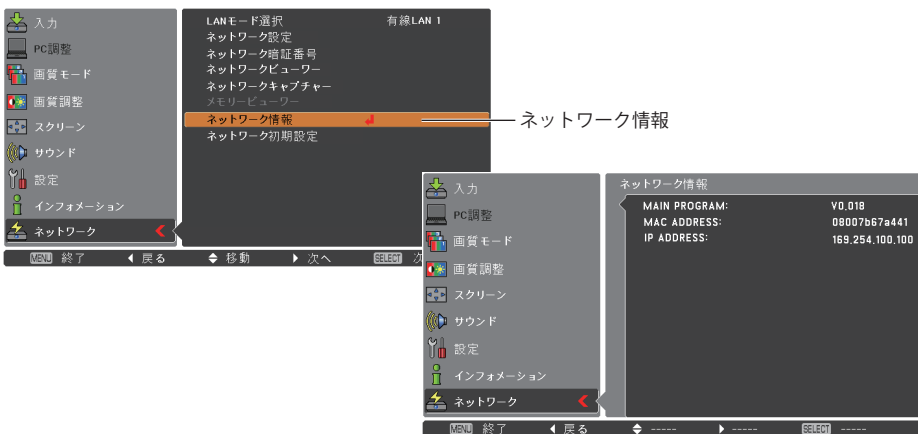 入力
PC調整
画質モード
画質調整
スクリーン
サウンド
設定
インフォメーション
ネットワーク
LANモード選択 有線LAN 1
ネットワーク設定
ネットワーク暗証番号
ネットワークビューワー
ネットワークキャプチャー
メモリービューワー
ネットワーク情報
ネットワーク初期設定
MENU 終了 戻る 移動 次へ SELECT 次
ネットワーク情報
入力
PC調整
画質モード
画質調整
スクリーン
サウンド
設定
インフォメーション
ネットワーク
ネットワーク情報
MAIN PROGRAM: V0,018
MAC ADDRESS: 08007b67a441
IP ADDRESS: 169,254,100,100
MENU 終了 戻る ----- ----- SELECT -----